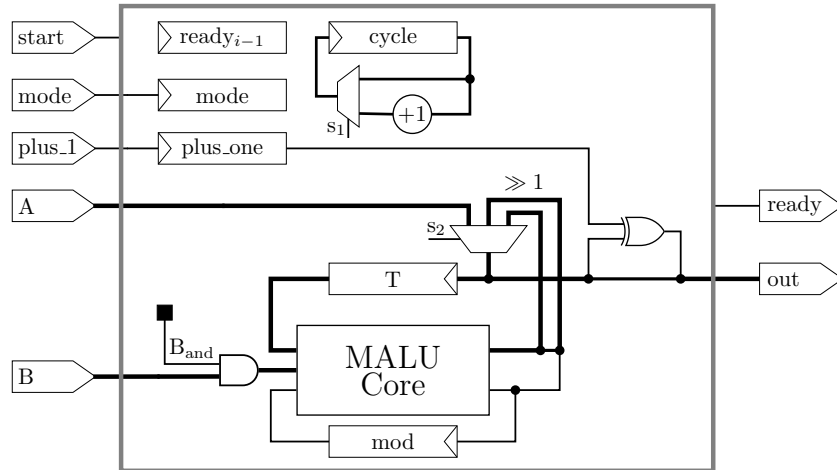 start
ready_{i−1}
cycle
mode
mode
+1
s_1
plus_1
plus_one
≫ 1
A
s_2
ready
T
out
B_and
MALU
Core
B
mod